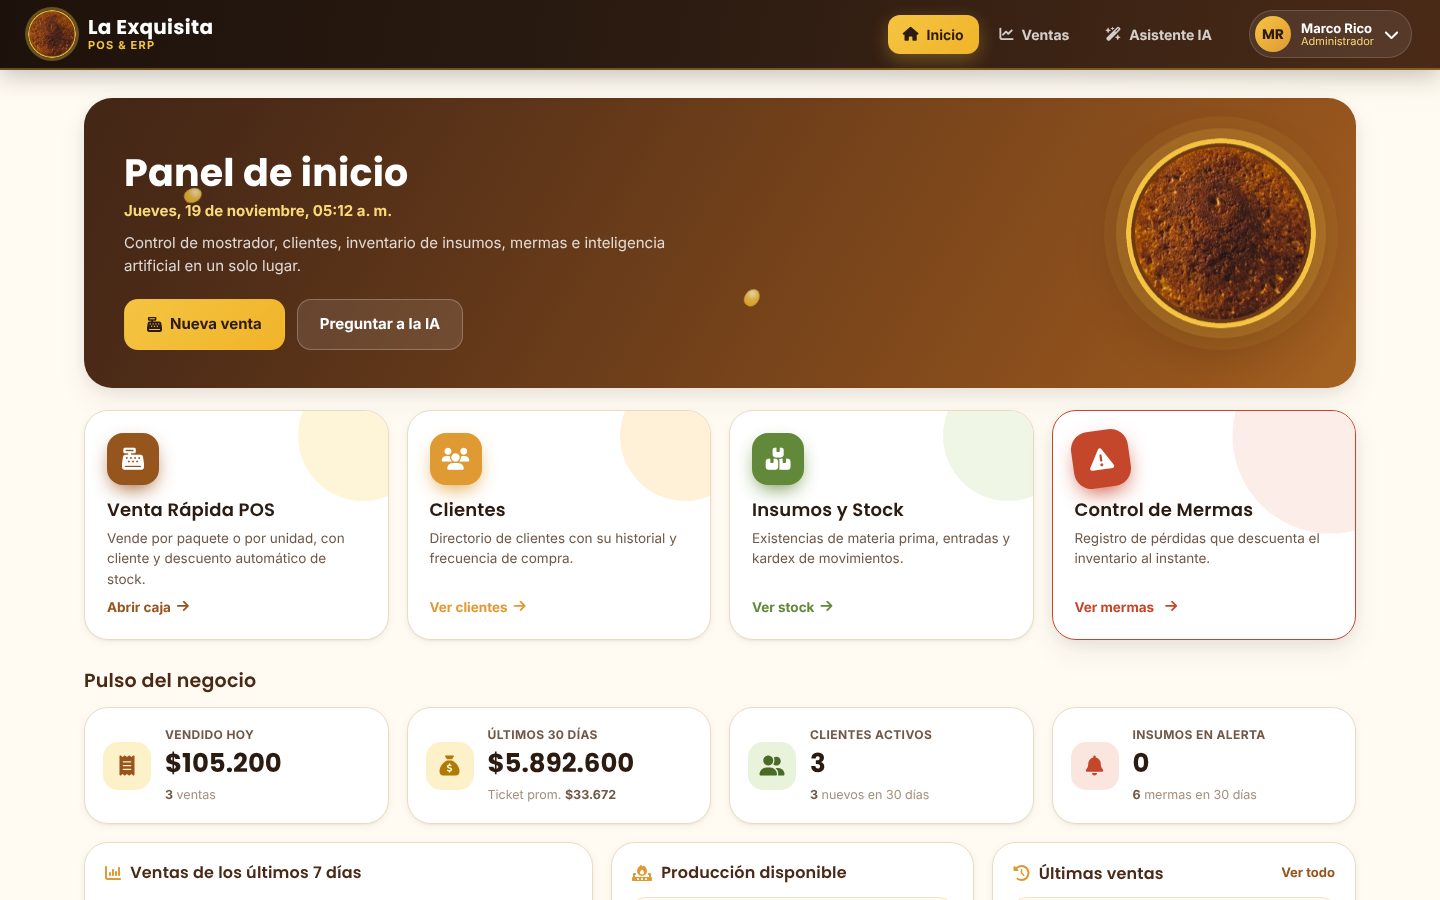 La Exquisita
POS & ERP
Inicio
Ventas
Asistente IA
MR
Marco Rico
Administrador
Panel de inicio
Jueves, 19 de noviembre, 05:12 a. m.
Control de mostrador, clientes, inventario de insumos, mermas e inteligencia
artificial en un solo lugar.
Nueva venta
Preguntar a la IA
Venta Rápida POS
Vende por paquete o por unidad, con
cliente y descuento automático de
stock.
Abrir caja
Clientes
Directorio de clientes con su historial y
frecuencia de compra.
Ver clientes
Insumos y Stock
Existencias de materia prima, entradas y
kardex de movimientos.
Ver stock
Control de Mermas
Registro de pérdidas que descuenta el
inventario al instante.
Ver mermas
Pulso del negocio
VENDIDO HOY
$105.200
3 ventas
ÚLTIMOS 30 DÍAS
$5.892.600
Ticket prom. $33.672
CLIENTES ACTIVOS
3
3 nuevos en 30 días
INSUMOS EN ALERTA
0
6 mermas en 30 días
Ventas de los últimos 7 días
Producción disponible
Últimas ventas
Ver todo